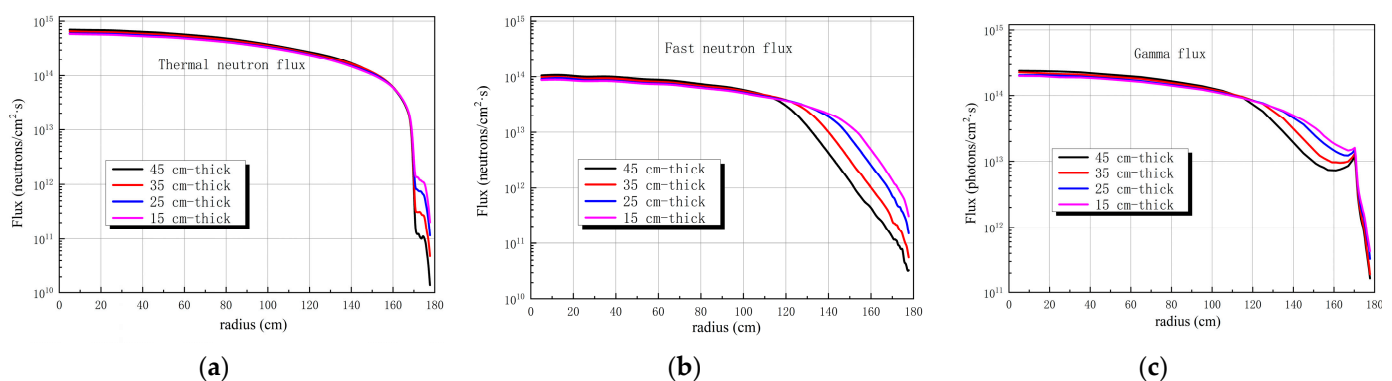 10^15
10^14
10^13
10^12
10^11
10^10
Flux (neutrons/cm²·s)
Thermal neutron flux
45 cm-thick
35 cm-thick
25 cm-thick
15 cm-thick
0 20 40 60 80 100 120 140 160 180
radius (cm)
(a)
10^15
10^14
10^13
10^12
10^11
10^10
Flux (neutrons/cm²·s)
Fast neutron flux
45 cm-thick
35 cm-thick
25 cm-thick
15 cm-thick
0 20 40 60 80 100 120 140 160 180
radius (cm)
(b)
10^15
10^14
10^13
10^12
10^11
Flux (photons/cm²·s)
Gamma flux
45 cm-thick
35 cm-thick
25 cm-thick
15 cm-thick
0 20 40 60 80 100 120 140 160 180
radius (cm)
(c)